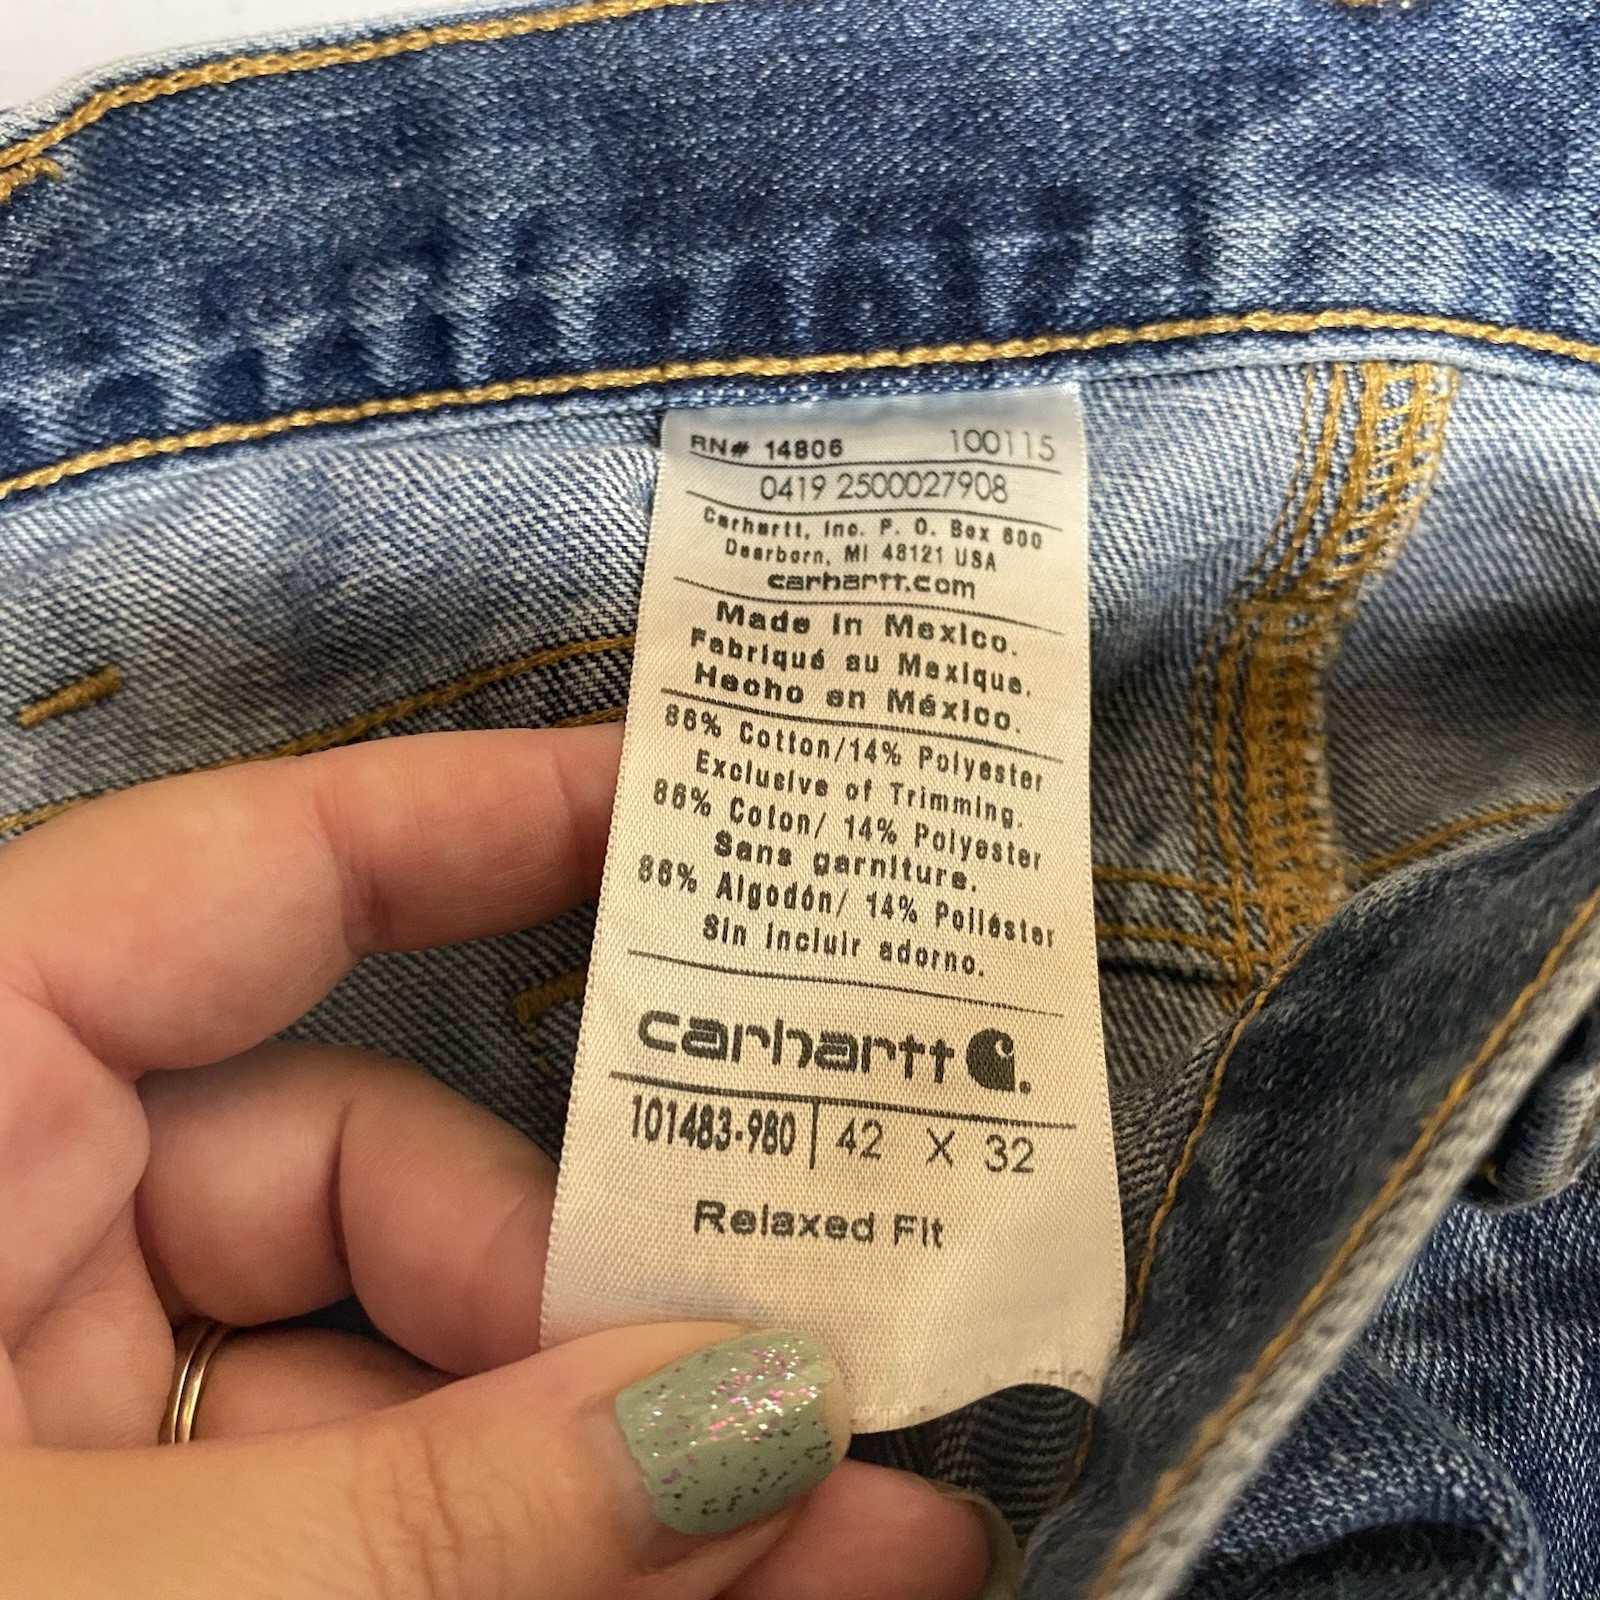 RN# 14806 100115
0419 2500027908
Carhartt, Inc. P. O. Box 600
Dearborn, MI 48121 USA
carhartt.com
Made in Mexico.
Fabriqué au Mexique.
Hecho en México.
86% Cotton/14% Polyester
Exclusive of Trimming.
86% Coton/ 14% Polyester
Sans garniture.
86% Algodón/ 14% Poliéster
Sin incluir adorno.
carhartt
101483-980 | 42 X 32
Relaxed Fit